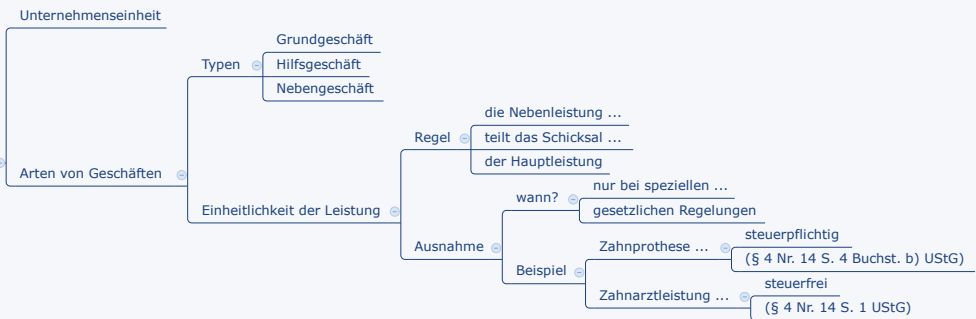 Unternehmenseinheit
Grundgeschäft
Typen
Hilfsgeschäft
Nebengeschäft
die Nebenleistung ...
Regel
teilt das Schicksal ...
der Hauptleistung
Arten von Geschäften
nur bei speziellen ...
wann?
gesetzlichen Regelungen
Einheitlichkeit der Leistung
steuerpflichtig
Ausnahme
Zahnprothese ...
(§ 4 Nr. 14 S. 4 Buchst. b) UStG)
Beispiel
steuerfrei
Zahnarztleistung ...
(§ 4 Nr. 14 S. 1 UStG)